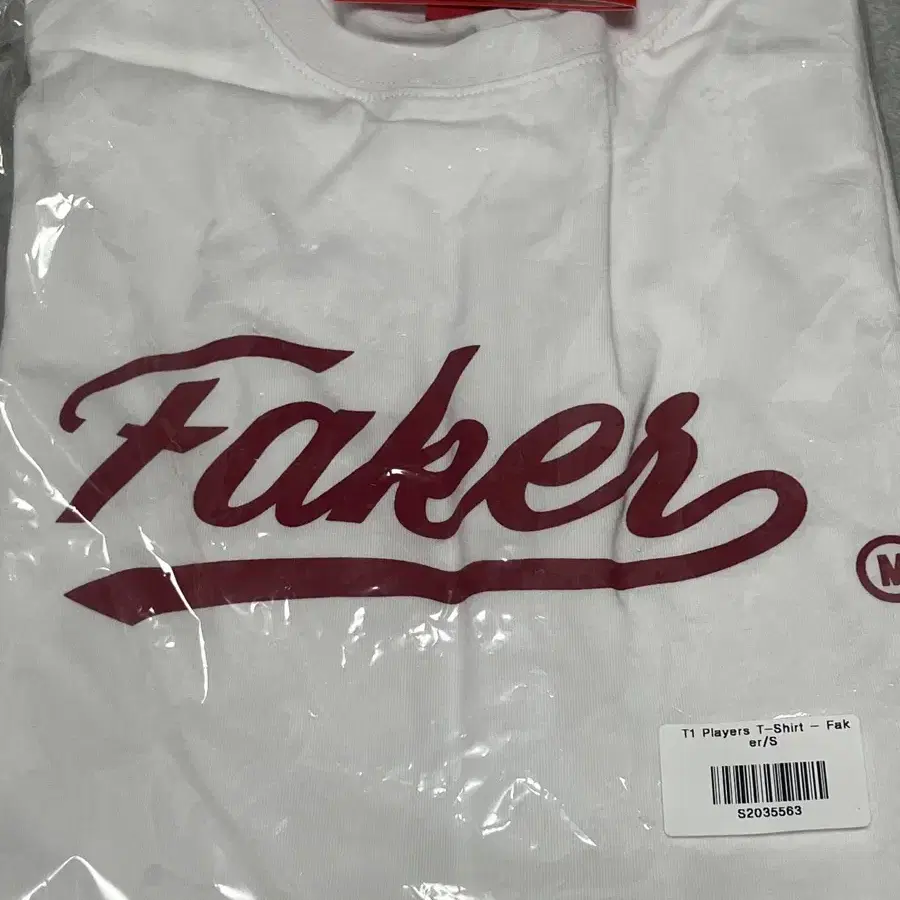 Faker
M
T1 Players T-Shirt - Fak
er/S
S2035563